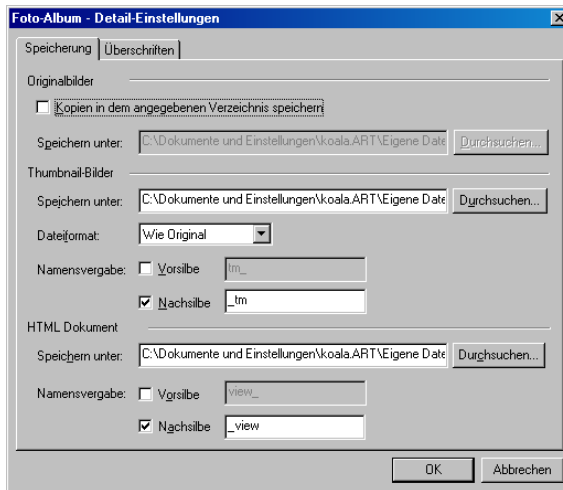 Foto-Album - Detail-Einstellungen
Speicherung Überschriften
Originalbilder
Kopien in dem angegebenen Verzeichnis speichern
Speichern unter: C:\Dokumente und Einstellungen\koala.ART\Eigene Date Durchsuchen...
Thumbnail-Bilder
Speichern unter: C:\Dokumente und Einstellungen\koala.ART\Eigene Date Durchsuchen...
Dateiformat: Wie Original
Namensvergabe: Vorsilbe tm_
Nachsilbe _tm
HTML Dokument
Speichern unter: C:\Dokumente und Einstellungen\koala.ART\Eigene Date Durchsuchen...
Namensvergabe: Vorsilbe view_
Nachsilbe _view
OK Abbrechen